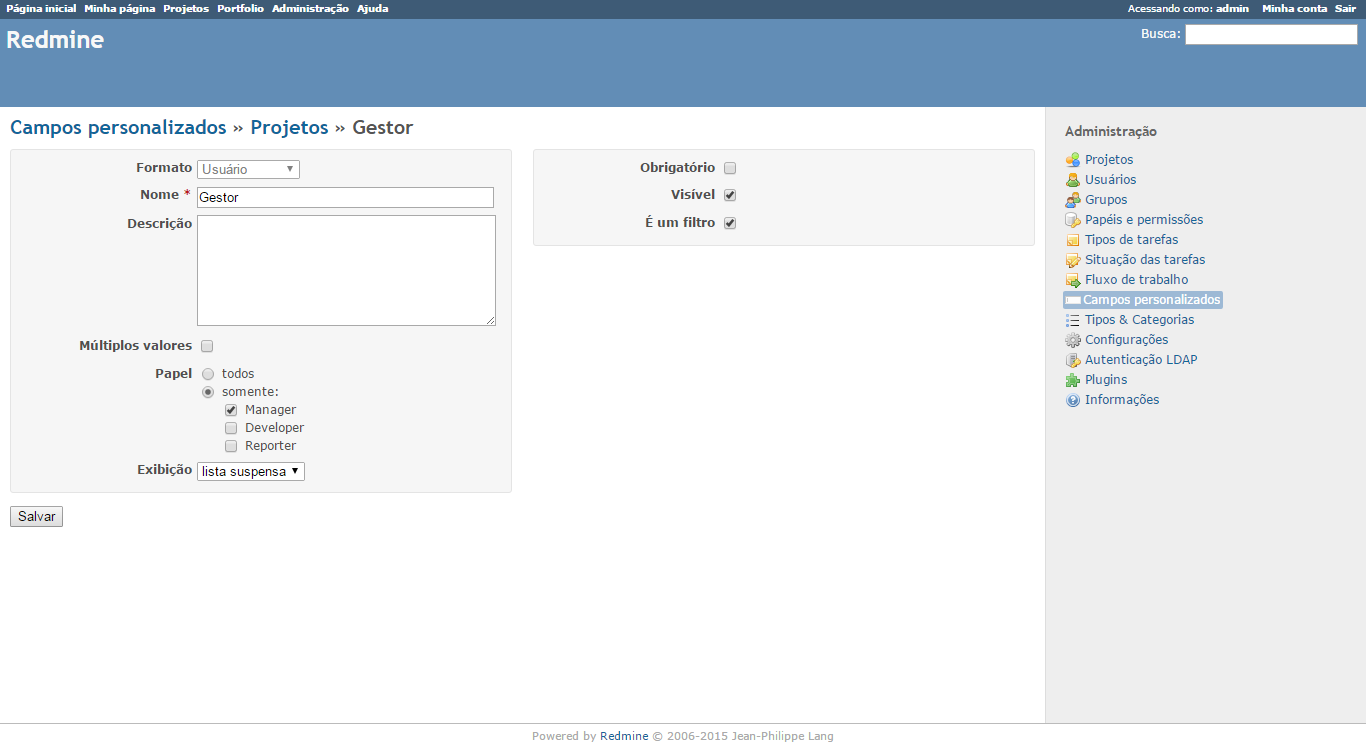 Página inicial Minha página Projetos Portfolio Administração Ajuda Acessando como: admin Minha conta Sair
Redmine
Busca:
Campos personalizados » Projetos » Gestor
Formato Usuário
Nome * Gestor
Descrição
Múltiplos valores
Papel todos
somente:
Manager
Developer
Reporter
Exibição lista suspensa
Salvar
Obrigatório
Visível
É um filtro
Administração
Projetos
Usuários
Grupos
Papéis e permissões
Tipos de tarefas
Situação das tarefas
Fluxo de trabalho
Campos personalizados
Tipos & Categorias
Configurações
Autenticação LDAP
Plugins
Informações
Powered by Redmine © 2006-2015 Jean-Philippe Lang